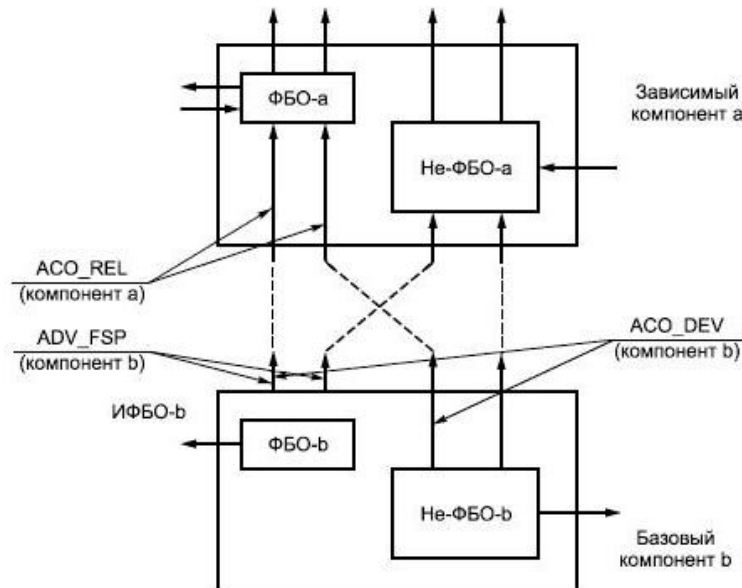 ФБО-a
Зависимый
компонент a
Не-ФБО-a
ACO_REL
(компонент a)
ADV_FSP
(компонент b)
ACO_DEV
(компонент b)
ИФБО-b
ФБО-b
Не-ФБО-b
Базовый
компонент b